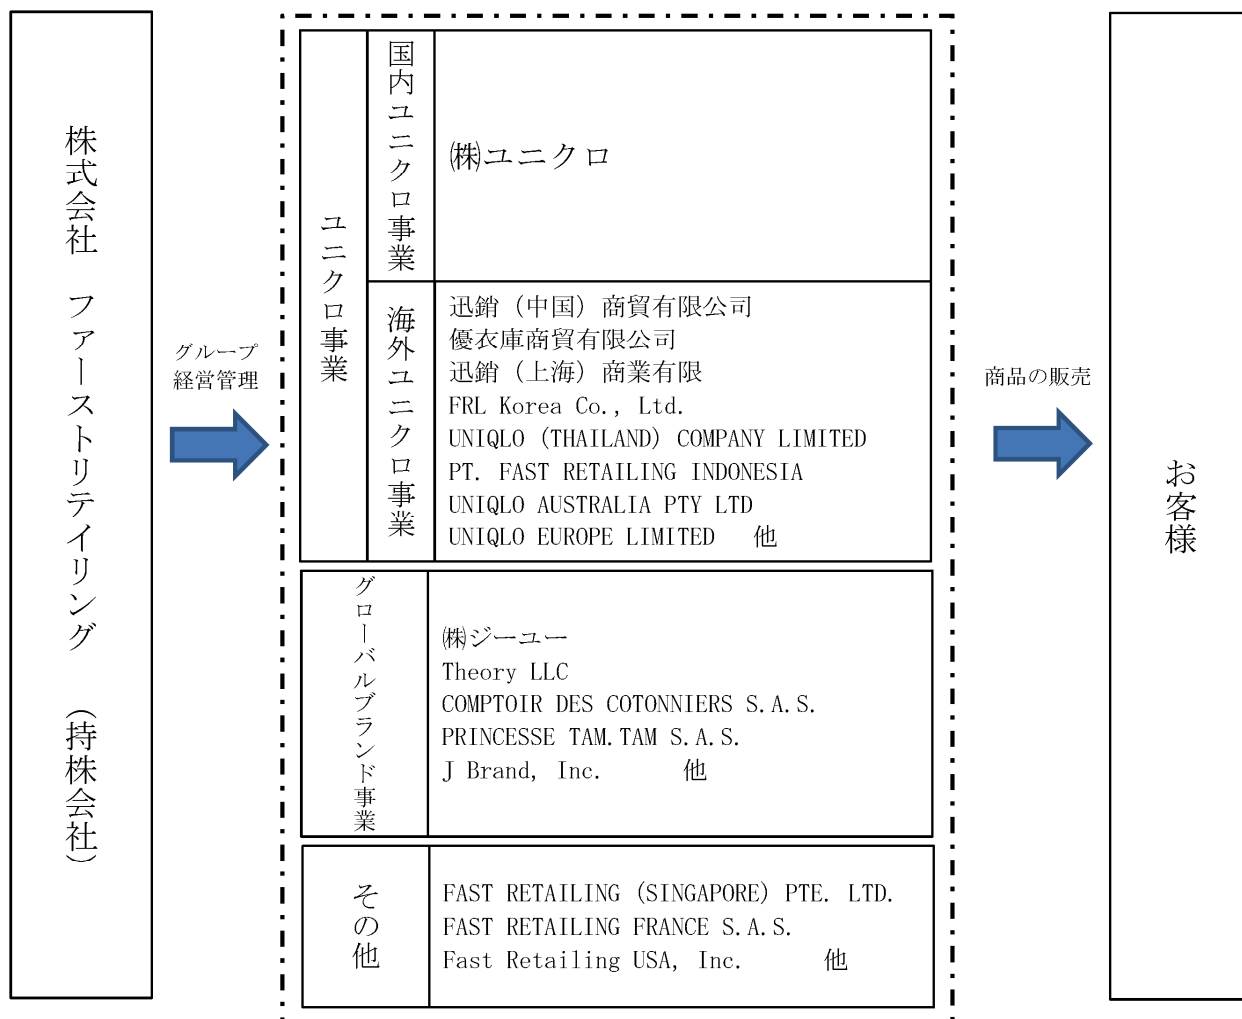 株式会社 ファーストリテイリング (持株会社)
グループ
経営管理
ユニクロ事業
国内ユニクロ事業
㈱ユニクロ
海外ユニクロ事業
迅銷（中国）商貿有限公司
優衣庫商貿有限公司
迅銷（上海）商業有限
FRL Korea Co., Ltd.
UNIQLO (THAILAND) COMPANY LIMITED
PT. FAST RETAILING INDONESIA
UNIQLO AUSTRALIA PTY LTD
UNIQLO EUROPE LIMITED 他
グローバルブランド事業
㈱ジーユー
Theory LLC
COMPTOIR DES COTONNIERS S.A.S.
PRINCESSE TAM.TAM S.A.S.
J Brand, Inc. 他
その他
FAST RETAILING (SINGAPORE) PTE. LTD.
FAST RETAILING FRANCE S.A.S.
Fast Retailing USA, Inc. 他
商品の販売
お客様